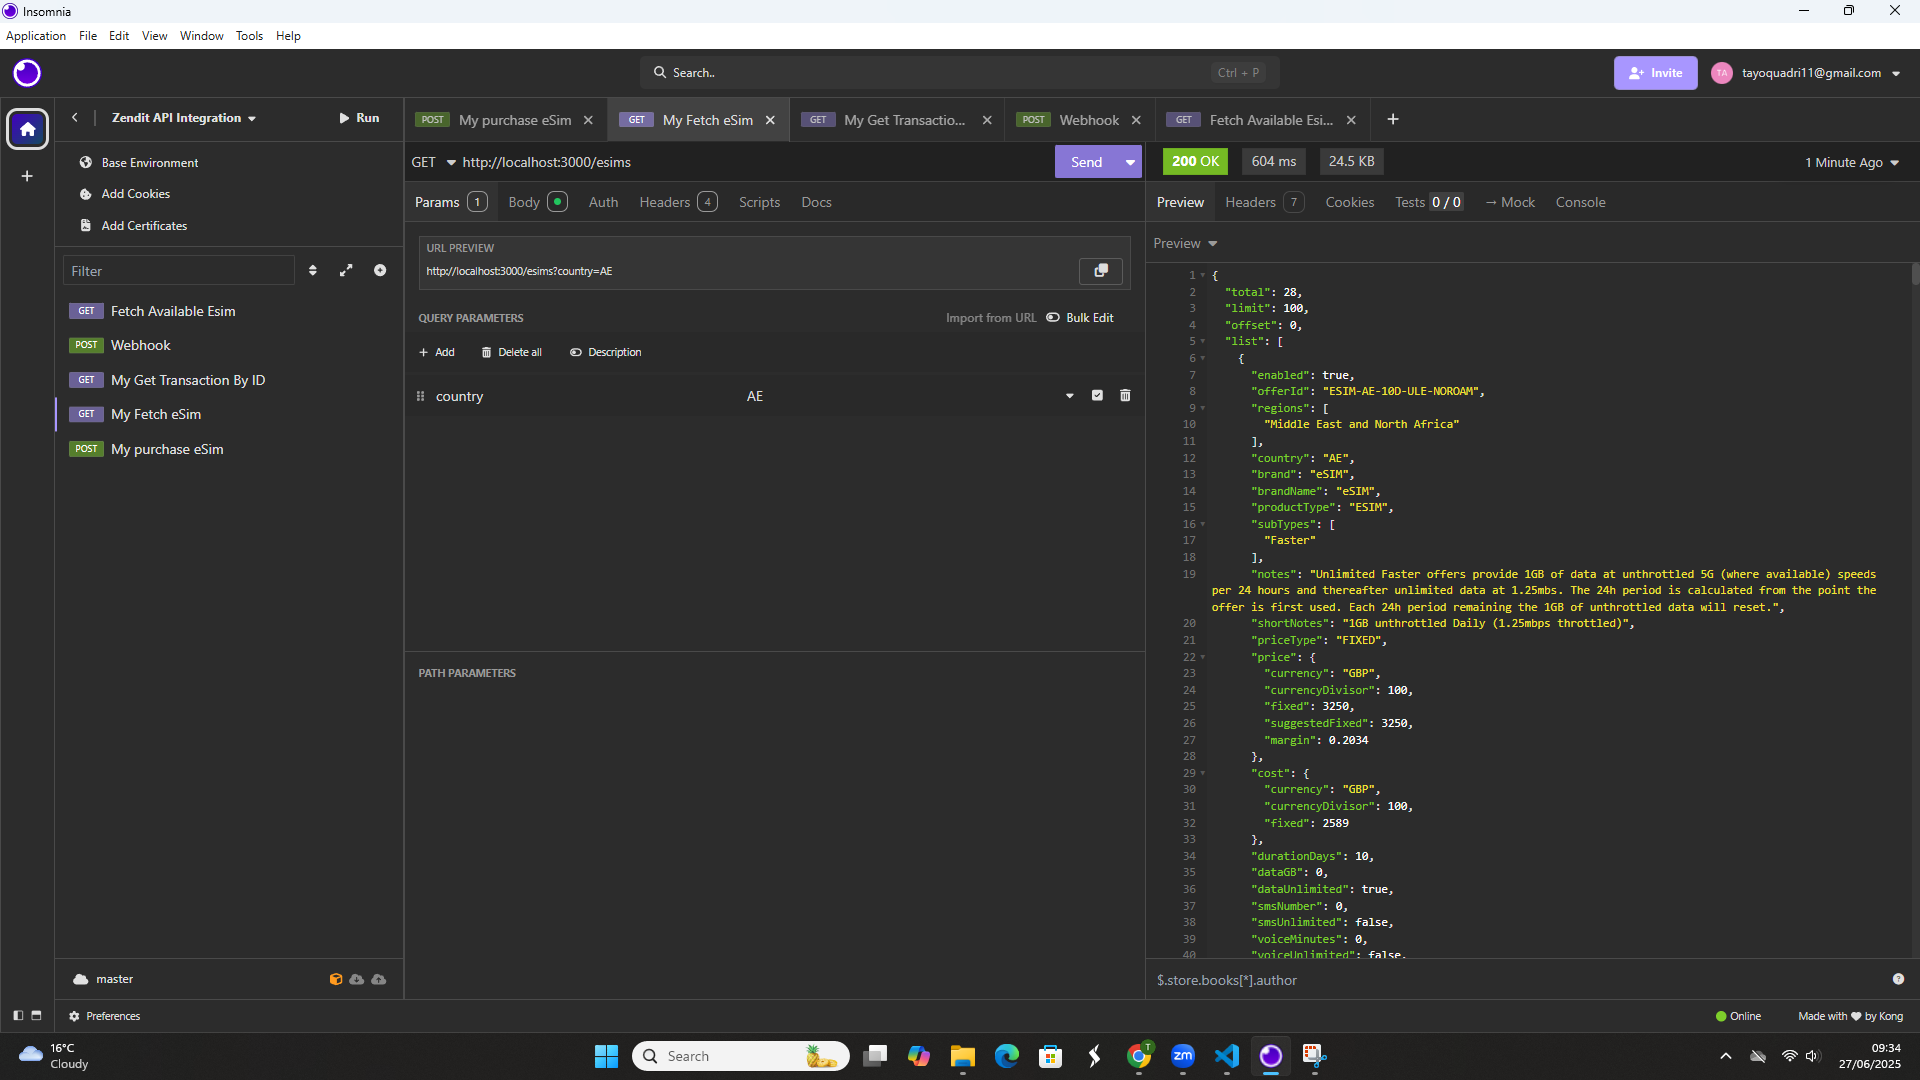 Insomnia
Application File Edit View Window Tools Help
Search.. Ctrl + P
Invite
TA tayoquadri11@gmail.com
Zendit API Integration
Run
Base Environment
Add Cookies
Add Certificates
Filter
GET Fetch Available Esim
POST Webhook
GET My Get Transaction By ID
GET My Fetch eSim
POST My purchase eSim
master
Preferences
POST My purchase eSim GET My Fetch eSim GET My Get Transactio... POST Webhook GET Fetch Available Esi...
GET http://localhost:3000/esims Send
Params 1 Body Auth Headers 4 Scripts Docs
URL PREVIEW
http://localhost:3000/esims?country=AE
QUERY PARAMETERS Import from URL Bulk Edit
Add Delete all Description
country AE
PATH PARAMETERS
200 OK 604 ms 24.5 KB 1 Minute Ago
Preview Headers 7 Cookies Tests 0 / 0 → Mock Console
Preview
1 {
2 "total": 28,
3 "limit": 100,
4 "offset": 0,
5 "list": [
6 {
7 "enabled": true,
8 "offerId": "ESIM-AE-10D-ULE-NOROAM",
9 "regions": [
10 "Middle East and North Africa"
11 ],
12 "country": "AE",
13 "brand": "eSIM",
14 "brandName": "eSIM",
15 "productType": "ESIM",
16 "subTypes": [
17 "Faster"
18 ],
19 "notes": "Unlimited Faster offers provide 1GB of data at unthrottled 5G (where available) speeds
per 24 hours and thereafter unlimited data at 1.25mbs. The 24h period is calculated from the point the
offer is first used. Each 24h period remaining the 1GB of unthrottled data will reset.",
20 "shortNotes": "1GB unthrottled Daily (1.25mbps throttled)",
21 "priceType": "FIXED",
22 "price": {
23 "currency": "GBP",
24 "currencyDivisor": 100,
25 "fixed": 3250,
26 "suggestedFixed": 3250,
27 "margin": 0.2034
28 },
29 "cost": {
30 "currency": "GBP",
31 "currencyDivisor": 100,
32 "fixed": 2589
33 },
34 "durationDays": 10,
35 "dataGB": 0,
36 "dataUnlimited": true,
37 "smsNumber": 0,
38 "smsUnlimited": false,
39 "voiceMinutes": 0,
40 "voiceUnlimited": false,
$.store.books[*].author
Online Made with by Kong
16°C
Cloudy
Search
zm
T
09:34
27/06/2025